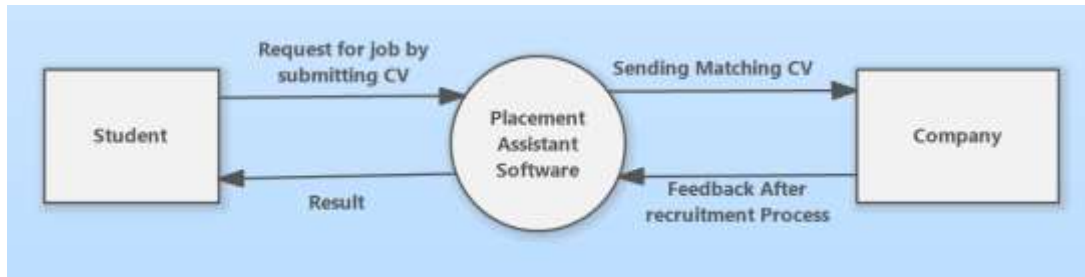 Request for job by
submitting CV
Sending Matching CV
Student
Placement
Assistant
Software
Company
Result
Feedback After
recruitment Process